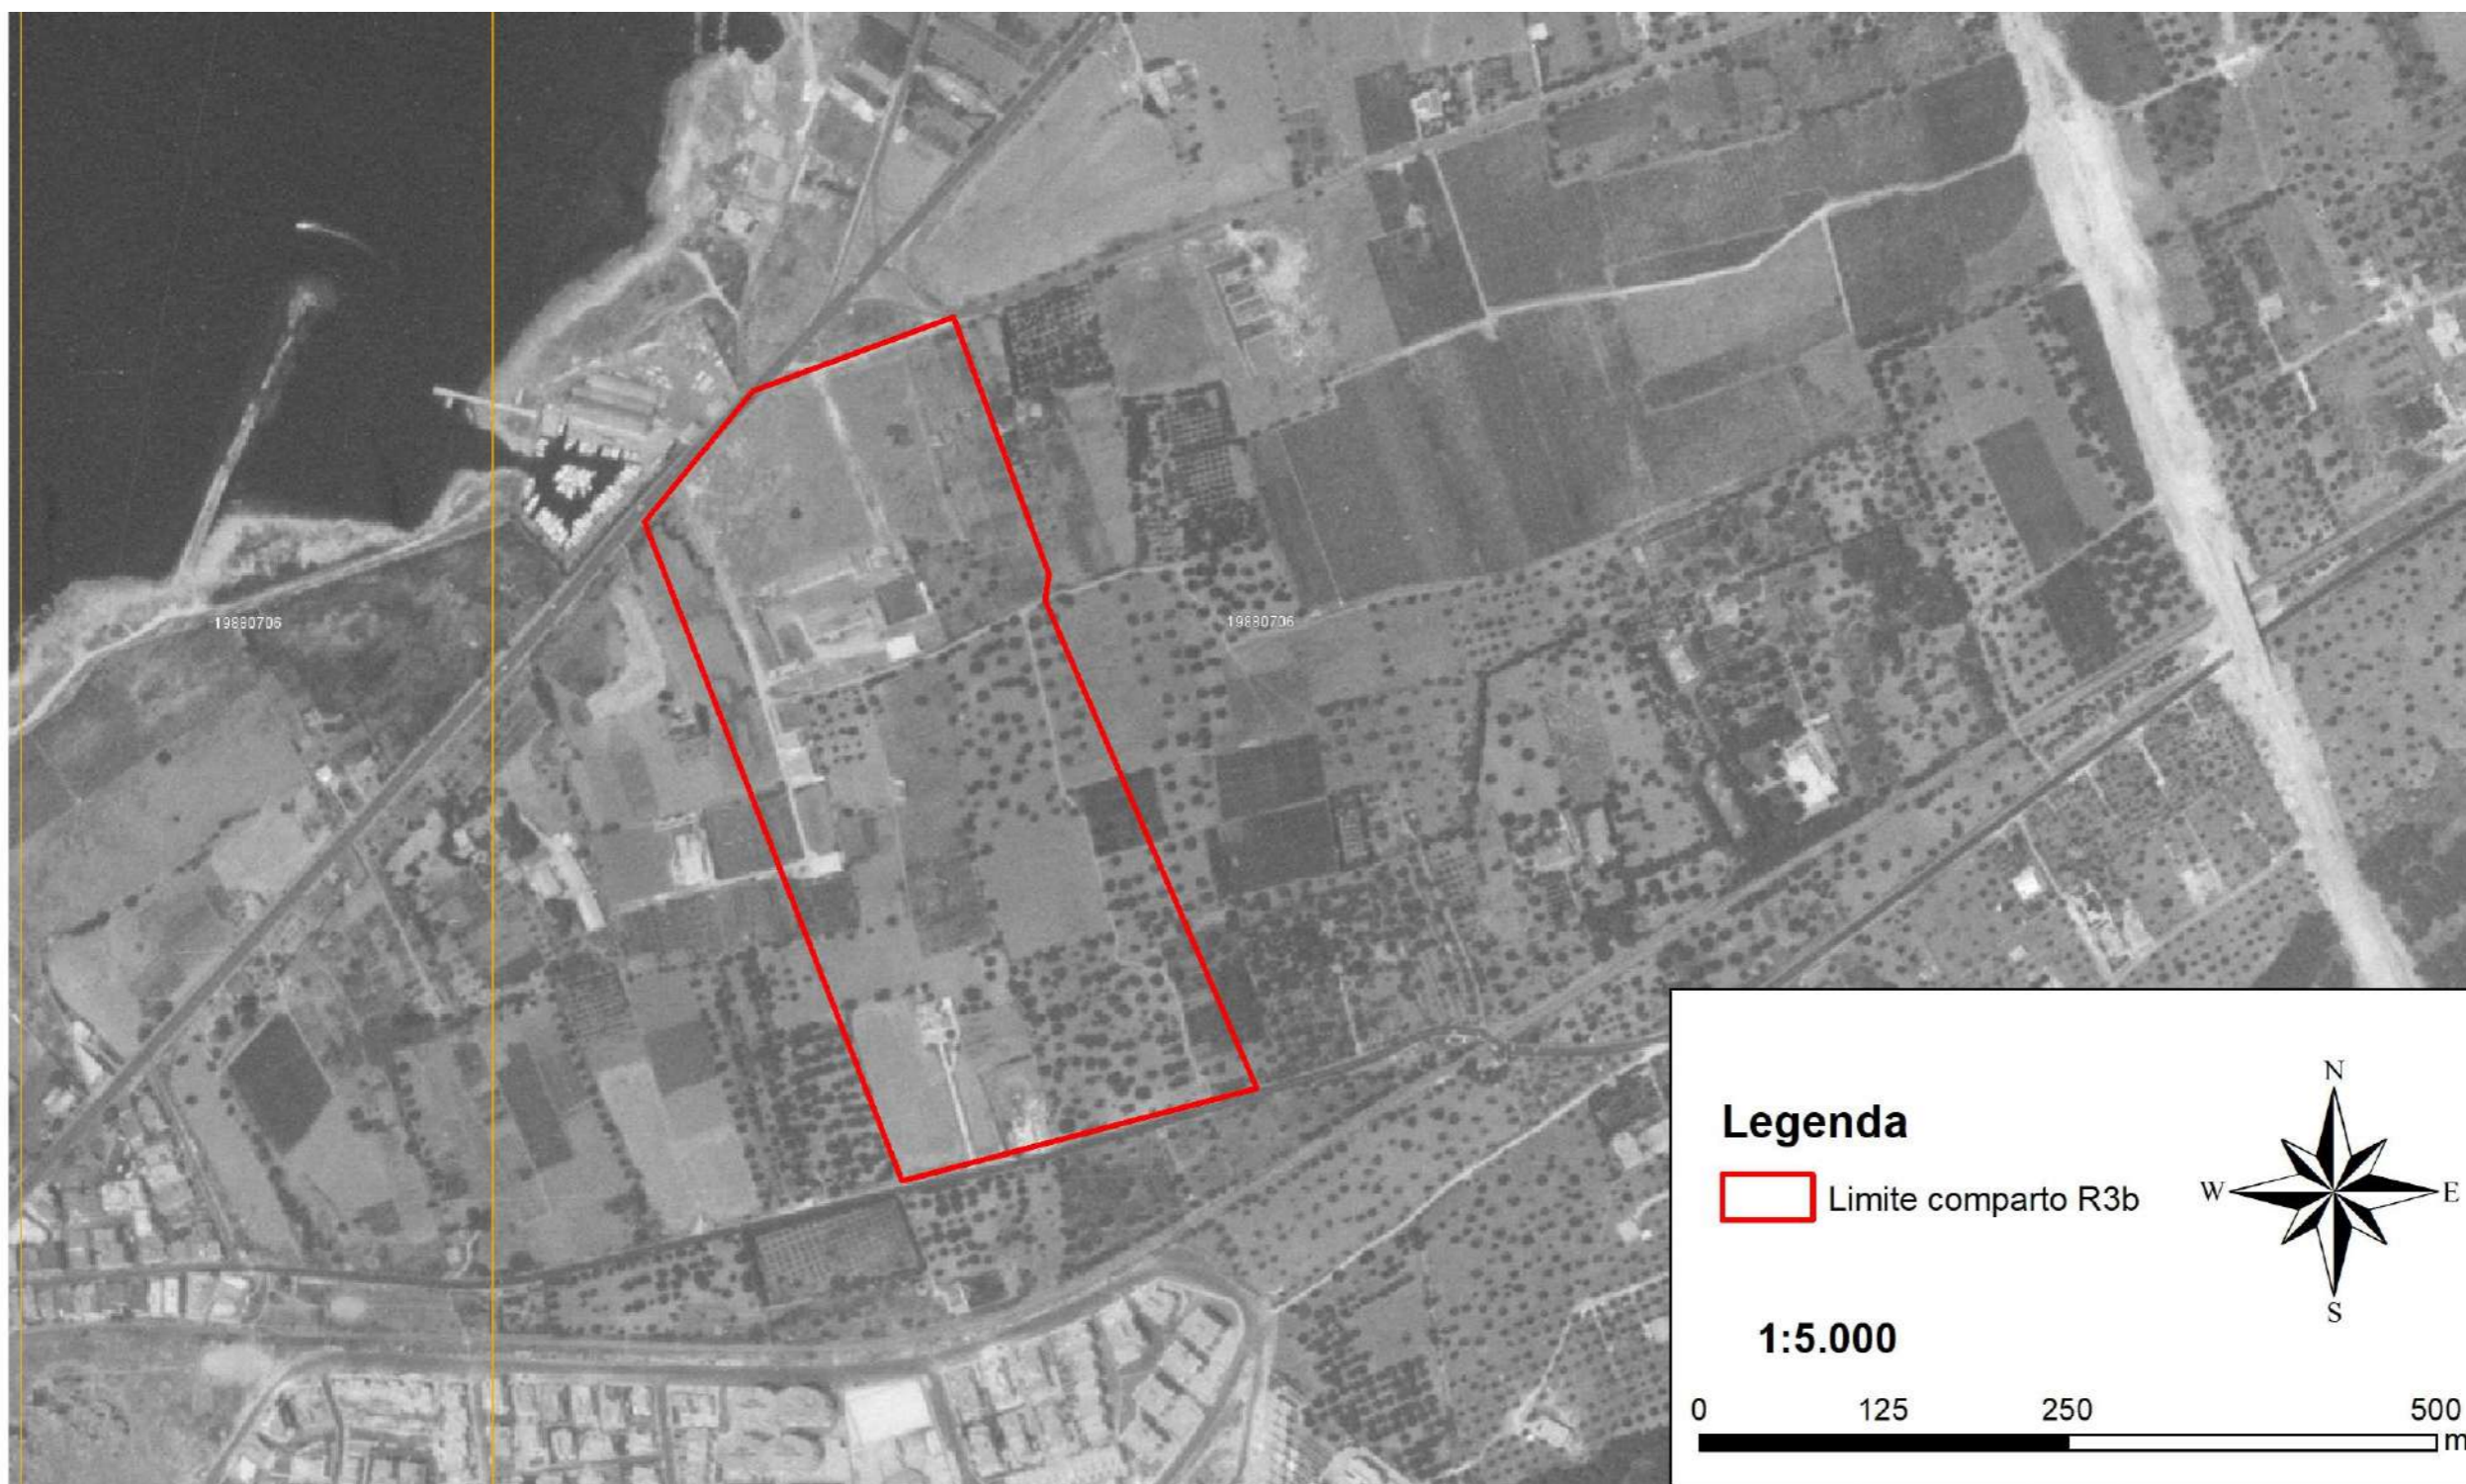 19880706
19880706
Legenda
Limite comparto R3b
N
W
E
S
1:5.000
0 125 250 500
m